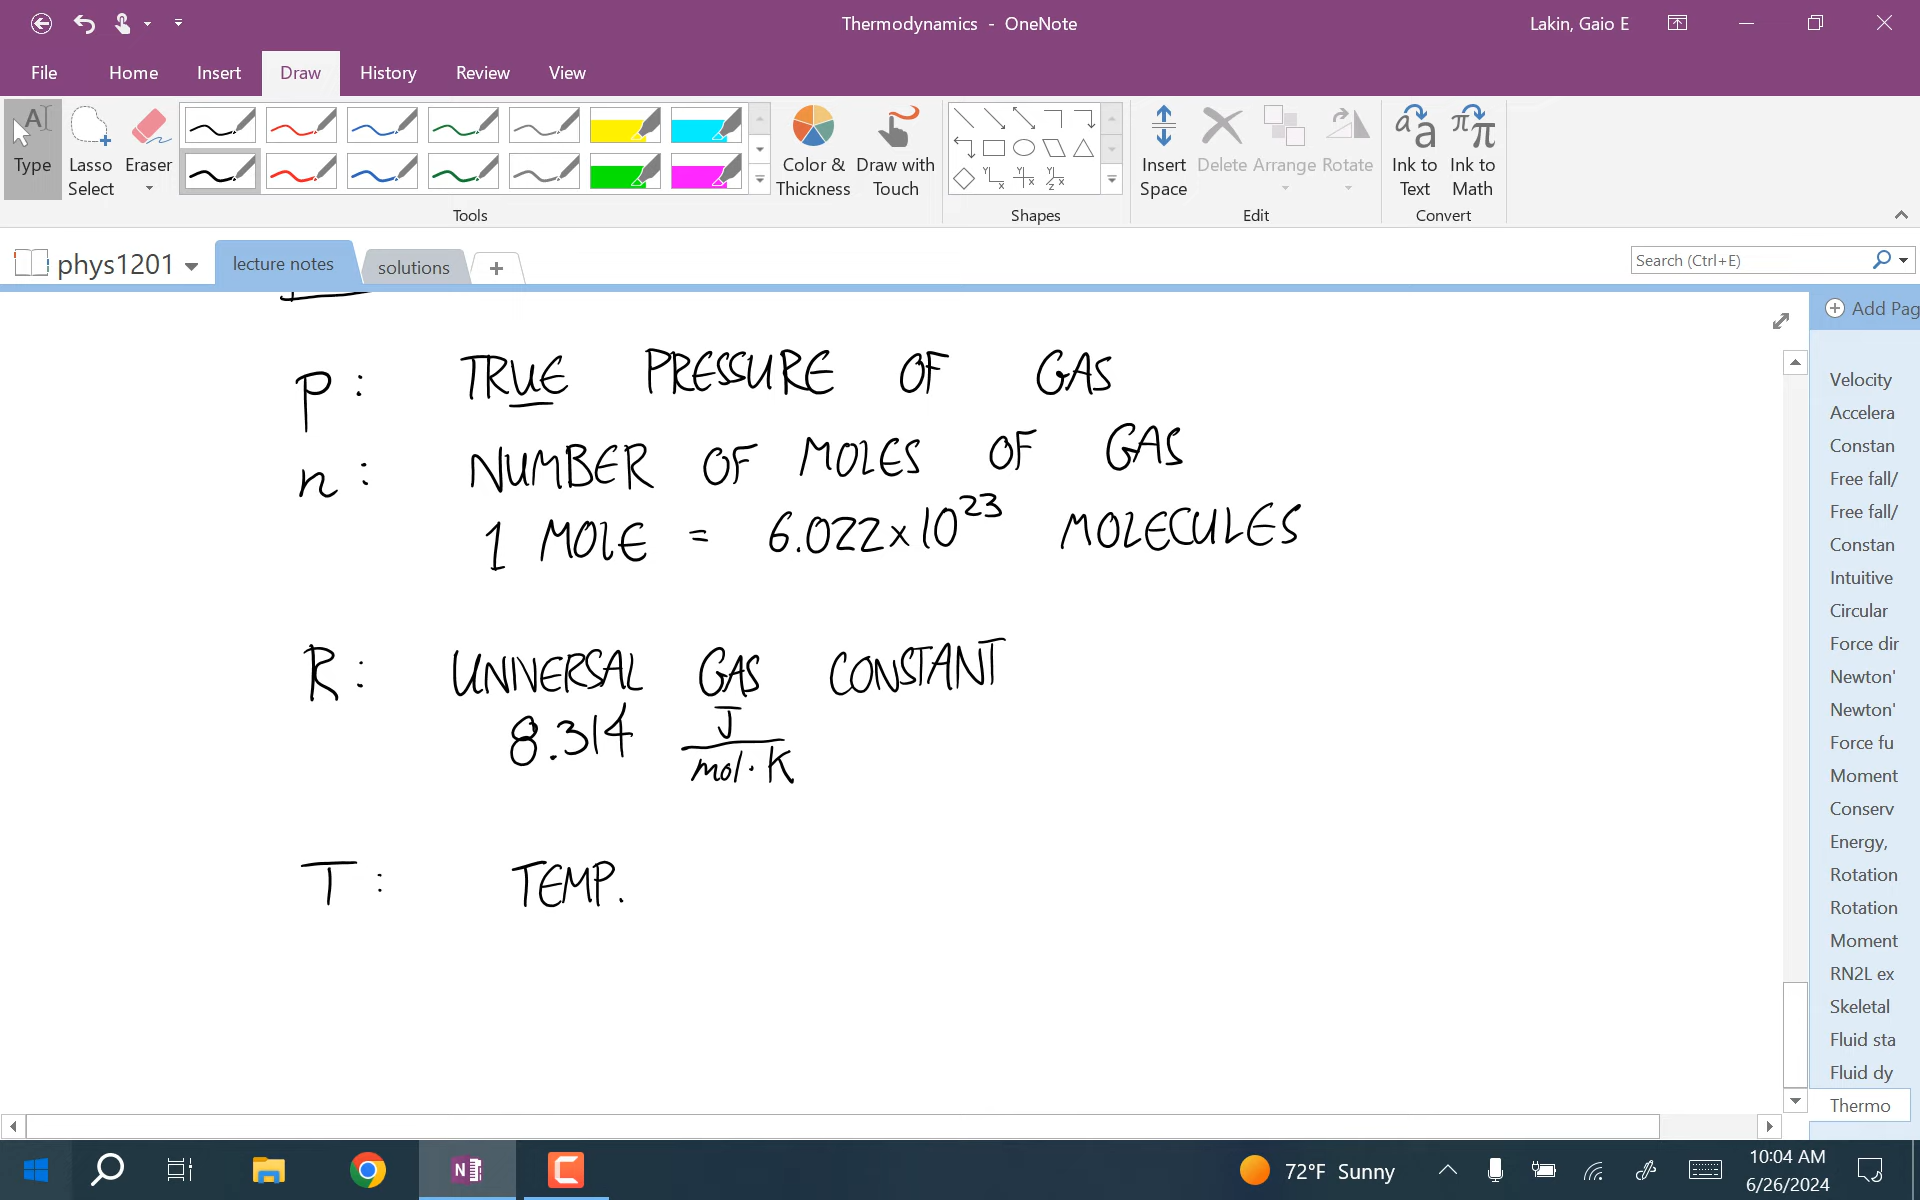 Thermodynamics - OneNote
Lakin, Gaio E
File Home Insert Draw History Review View
Type
Lasso Select
Eraser
Color & Thickness
Draw with Touch
Insert Space
Delete
Arrange
Rotate
Ink to Text
Ink to Math
Tools
Shapes
Edit
Convert
phys1201
lecture notes
solutions
Search (Ctrl+E)
p: TRUE PRESSURE OF GAS
n: NUMBER OF MOLES OF GAS
1 MOLE = 6.022×10²³ MOLECULES
R: UNIVERSAL GAS CONSTANT
8.314 J/mol·K
T: TEMP.
Add Pag
Velocity
Accelera
Constan
Free fall/
Free fall/
Constan
Intuitive
Circular
Force dir
Newton'
Newton'
Force fu
Moment
Conserv
Energy,
Rotation
Rotation
Moment
RN2L ex
Skeletal
Fluid sta
Fluid dy
Thermo
72°F Sunny
10:04 AM
6/26/2024